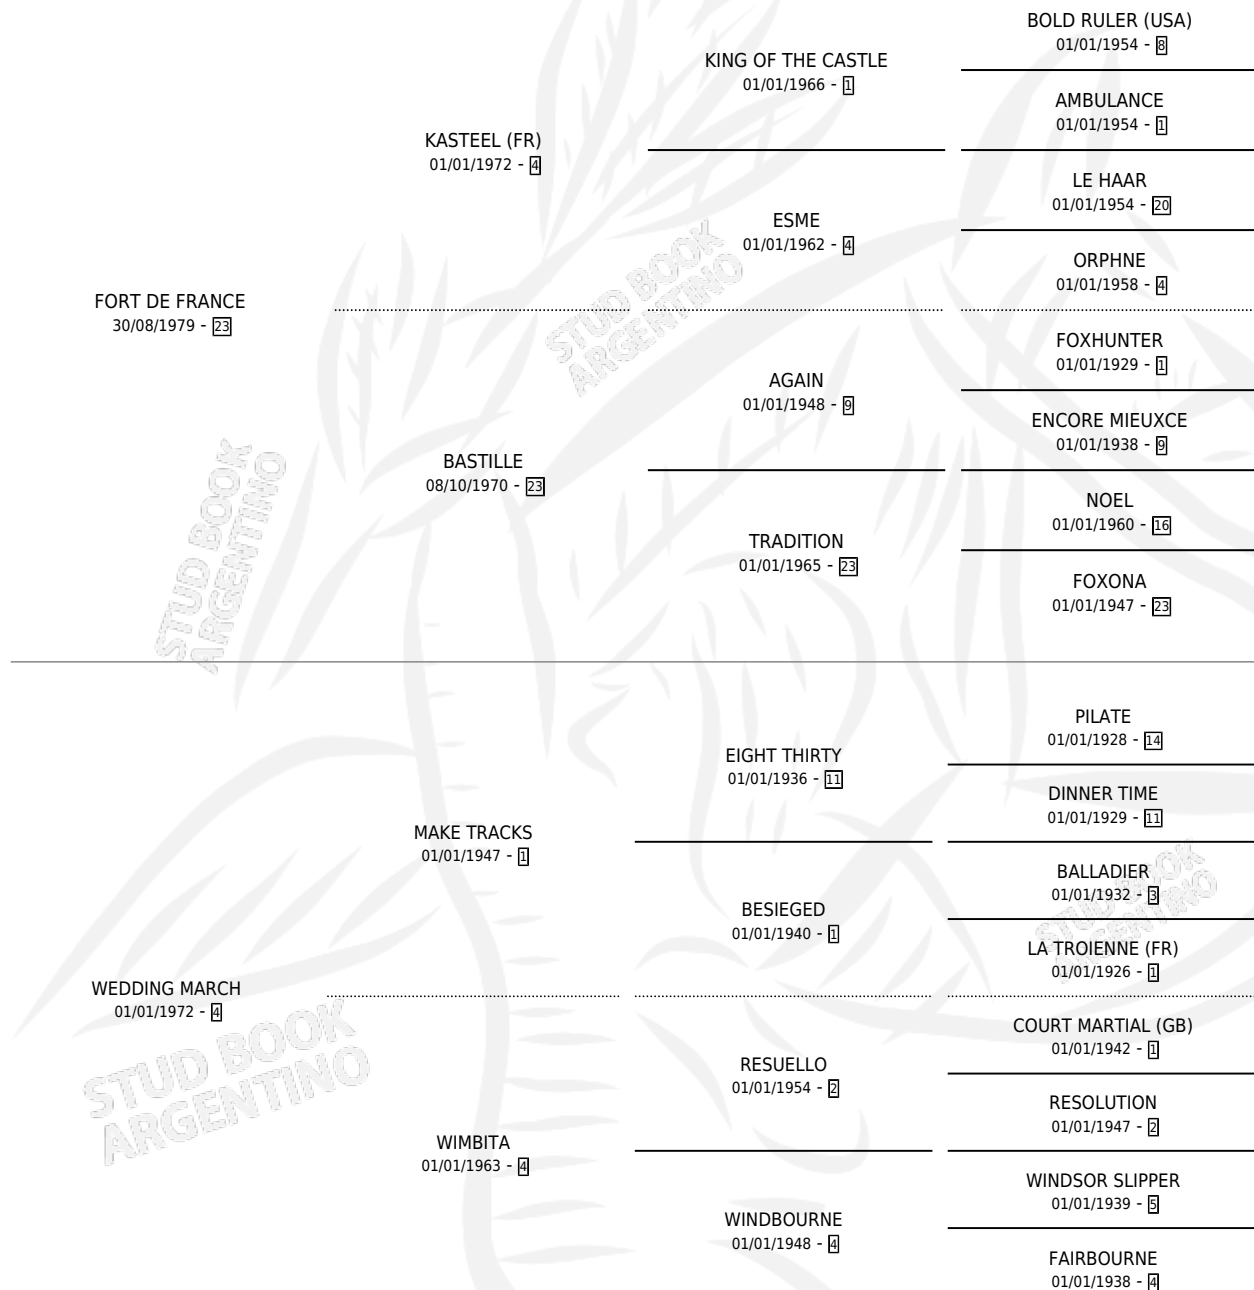 BOLD RULER (USA)
01/01/1954 - 8
KING OF THE CASTLE
01/01/1966 - 1
AMBULANCE
01/01/1954 - 1
KASTEEL (FR)
01/01/1972 - 4
LE HAAR
01/01/1954 - 20
ESME
01/01/1962 - 4
ORPHNE
01/01/1958 - 4
FORT DE FRANCE
30/08/1979 - 23
FOXHUNTER
01/01/1929 - 1
AGAIN
01/01/1948 - 9
ENCORE MIEUXCE
01/01/1938 - 9
BASTILLE
08/10/1970 - 23
NOEL
01/01/1960 - 16
TRADITION
01/01/1965 - 23
FOXONA
01/01/1947 - 23
PILATE
01/01/1928 - 14
EIGHT THIRTY
01/01/1936 - 11
DINNER TIME
01/01/1929 - 11
MAKE TRACKS
01/01/1947 - 1
BALLADIER
01/01/1932 - 3
BESIEGED
01/01/1940 - 1
LA TROIENNE (FR)
01/01/1926 - 1
WEDDING MARCH
01/01/1972 - 4
COURT MARTIAL (GB)
01/01/1942 - 1
RESUELLO
01/01/1954 - 2
RESOLUTION
01/01/1947 - 2
WIMBITA
01/01/1963 - 4
WINDSOR SLIPPER
01/01/1939 - 5
WINDBOURNE
01/01/1948 - 4
FAIRBOURNE
01/01/1938 - 4
STUD BOOK
ARGENTINO
STUD BOOK
ARGENTINO
STUD BOOK
ARGENTINO
STUD BOOK
ARGENTINO